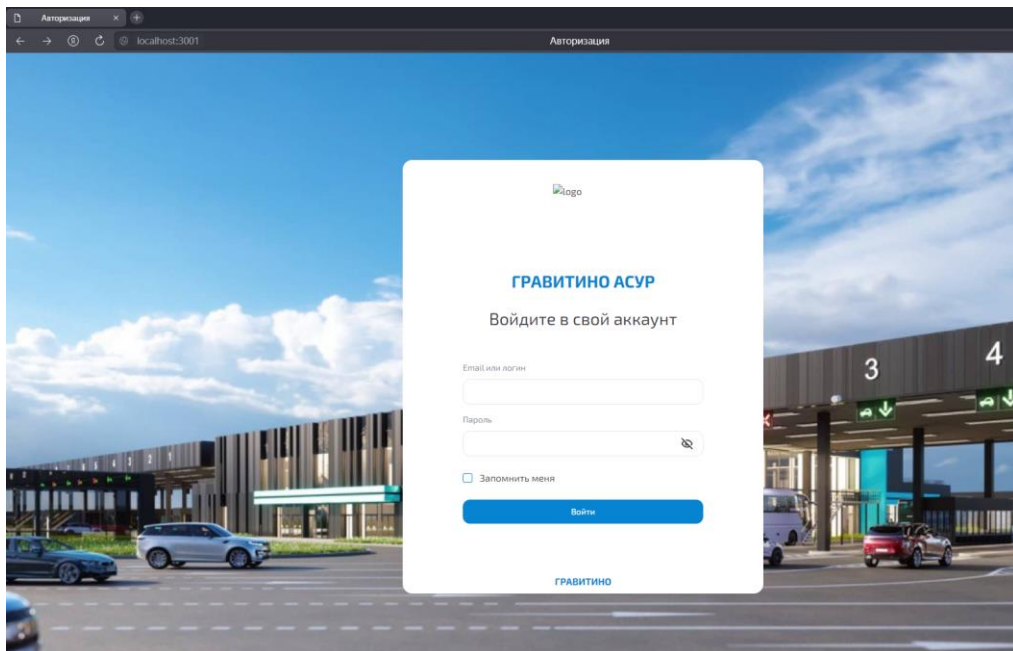 Авторизация
localhost:3001
Авторизация
logo
ГРАВИТИНО АСУР
Войдите в свой аккаунт
Email или логин
Пароль
Запомнить меня
Войти
ГРАВИТИНО
3
4